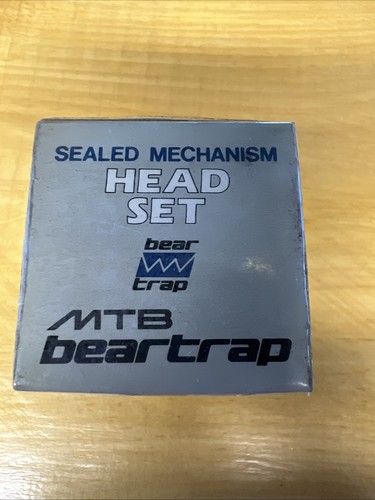 SEALED MECHANISM
HEAD
SET
bear
trap
MTB
beartrap